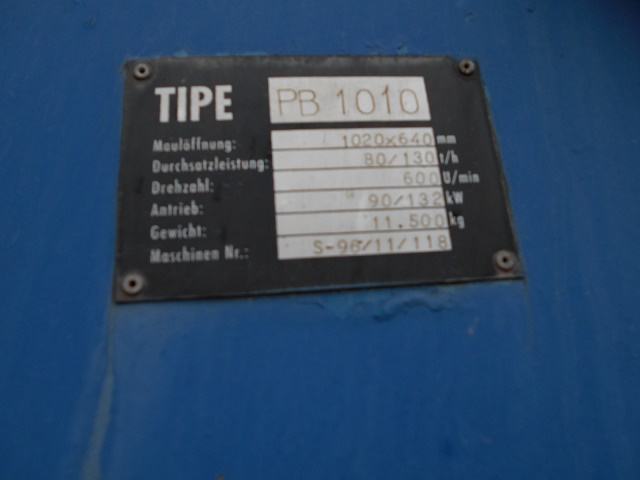 TIPE PB 1010
Maulöffnung: 1020x640 mm
Durchsatzleistung: 80/130 t/h
Drehzahl: 600 U/min
Antrieb: 90/132 kW
Gewicht: 11.500 kg
Maschinen Nr.: S-96/11/118